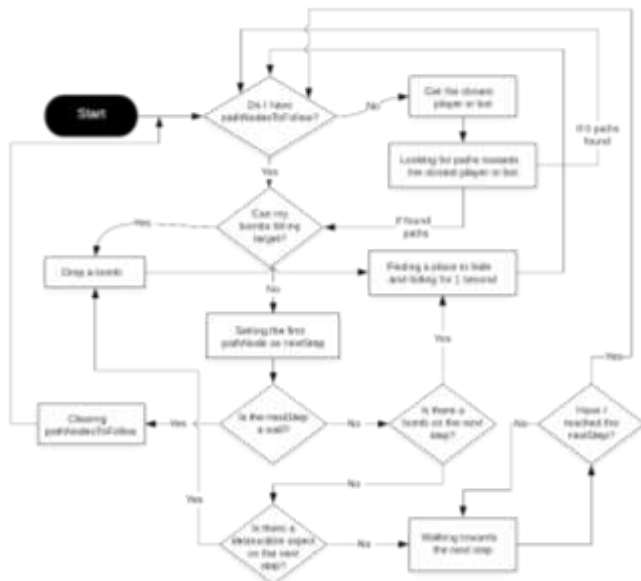 Start
Do I have
pathNodesToFollow?
No
Get the closest
player or bot
If 0 paths
found
Looking for paths towards
the closest player or bot
Yes
If found
paths
Can my
bombs hit my
target?
Yes
Drop a bomb
Finding a place to hide
and hiding for 1 second
No
Setting the first
pathNode as nextStep
Yes
Yes
Clearing
pathNodesToFollow
Yes
Is the nextStep
a wall?
No
Is there a
bomb on the next
step?
No
Have I
reached the
nextStep?
No
Yes
Is there a
destructible object
on the next
step?
No
Walking towards
the next step